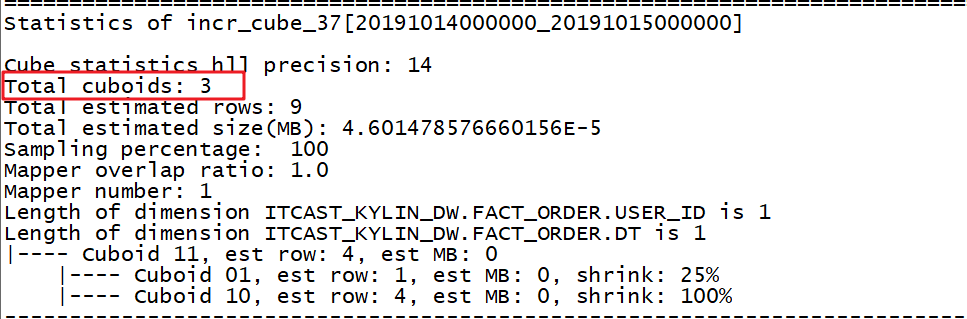 ============================================================================
Statistics of incr_cube_37[20191014000000_20191015000000]
Cube statistics hll precision: 14
Total cuboids: 3
Total estimated rows: 9
Total estimated size(MB): 4.601478576660156E-5
Sampling percentage:  100
Mapper overlap ratio: 1.0
Mapper number: 1
Length of dimension ITCAST_KYLIN_DW.FACT_ORDER.USER_ID is 1
Length of dimension ITCAST_KYLIN_DW.FACT_ORDER.DT is 1
|---- Cuboid 11, est row: 4, est MB: 0
    |---- Cuboid 01, est row: 1, est MB: 0, shrink: 25%
    |---- Cuboid 10, est row: 4, est MB: 0, shrink: 100%
----------------------------------------------------------------------------